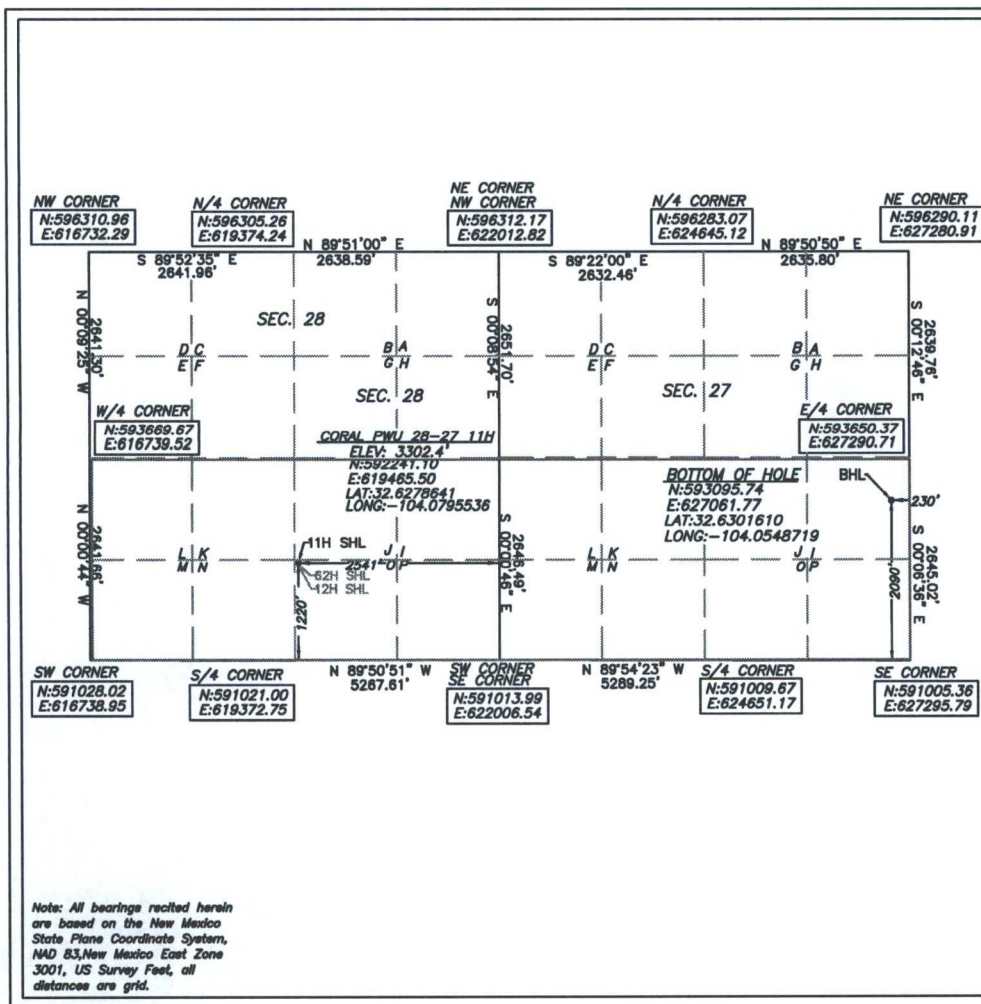 NW CORNER
N:596310.96
E:616732.29
N/4 CORNER
N:596305.26
E:619374.24
NE CORNER
NW CORNER
N:596312.17
E:622012.82
N/4 CORNER
N:596283.07
E:624645.12
NE CORNER
N:596290.11
E:627280.91
S 89°52'35" E
2641.96'
N 89°51'00" E
2638.59'
S 89°22'00" E
2632.46'
N 89°50'50" E
2635.80'
N 00°09'25" W
2641.30'
S 00°08'54" E
2651.70'
S 00°12'46" E
2639.76'
SEC. 28
D C
E F
B A
G H
D C
E F
B A
G H
SEC. 28
SEC. 27
W/4 CORNER
N:593669.67
E:616739.52
E/4 CORNER
N:593650.37
E:627290.71
CORAL PWU 28-27 11H
ELEV: 3302.4'
N:592241.10
E:619465.50
LAT:32.6278641
LONG:-104.0795536
BOTTOM OF HOLE
N:593095.74
E:627061.77
LAT:32.6301610
LONG:-104.0548719
BHL
230'
2090'
N 00°00'44" W
2641.66'
2646.49'
S 00°06'36" E
2645.02'
L K
M N
11H SHL
62H SHL
12H SHL
2541'
1220'
J I
O P
L K
M N
J I
O P
N 89°50'51" W
5267.61'
N 89°54'23" W
5289.25'
SW CORNER
N:591028.02
E:616738.95
S/4 CORNER
N:591021.00
E:619372.75
SW CORNER
SE CORNER
N:591013.99
E:622006.54
S/4 CORNER
N:591009.67
E:624651.17
SE CORNER
N:591005.36
E:627295.79
Note: All bearings recited herein
are based on the New Mexico
State Plane Coordinate System,
NAD 83,New Mexico East Zone
3001, US Survey Feet, all
distances are grid.